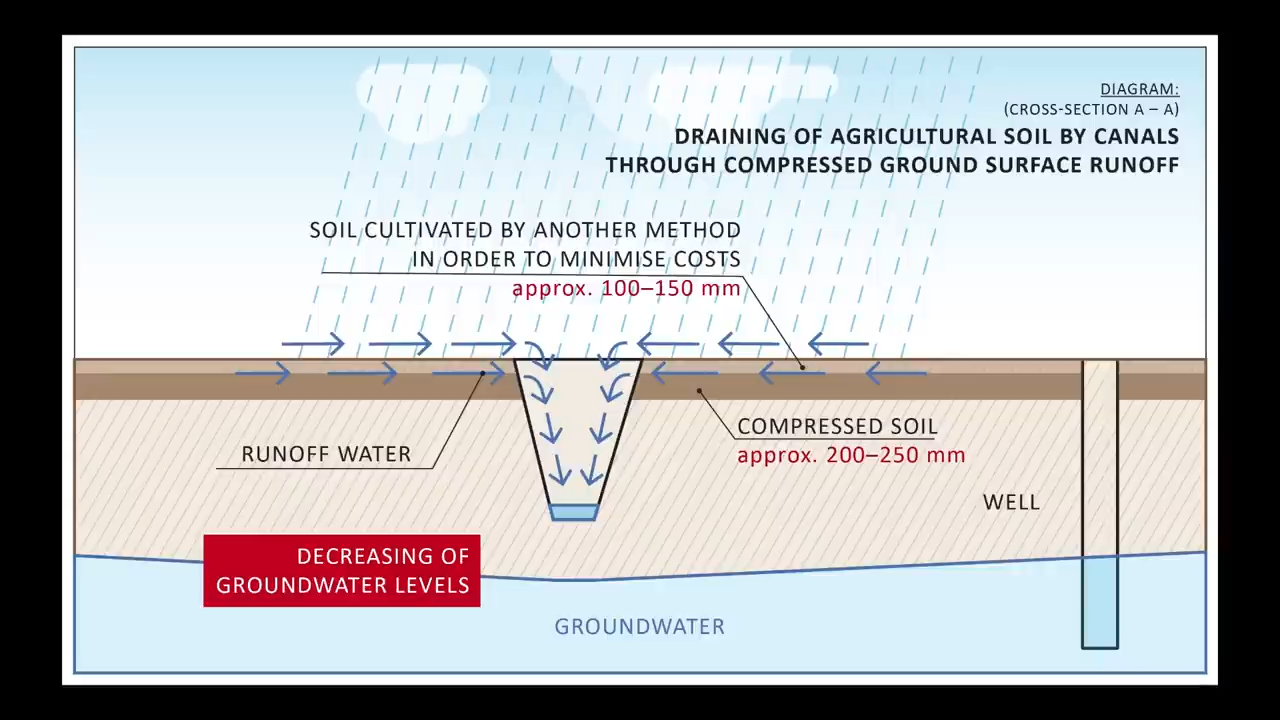 DIAGRAM:
(CROSS-SECTION A – A)
DRAINING OF AGRICULTURAL SOIL BY CANALS
THROUGH COMPRESSED GROUND SURFACE RUNOFF
SOIL CULTIVATED BY ANOTHER METHOD
IN ORDER TO MINIMISE COSTS
approx. 100–150 mm
RUNOFF WATER
COMPRESSED SOIL
approx. 200–250 mm
WELL
DECREASING OF
GROUNDWATER LEVELS
GROUNDWATER